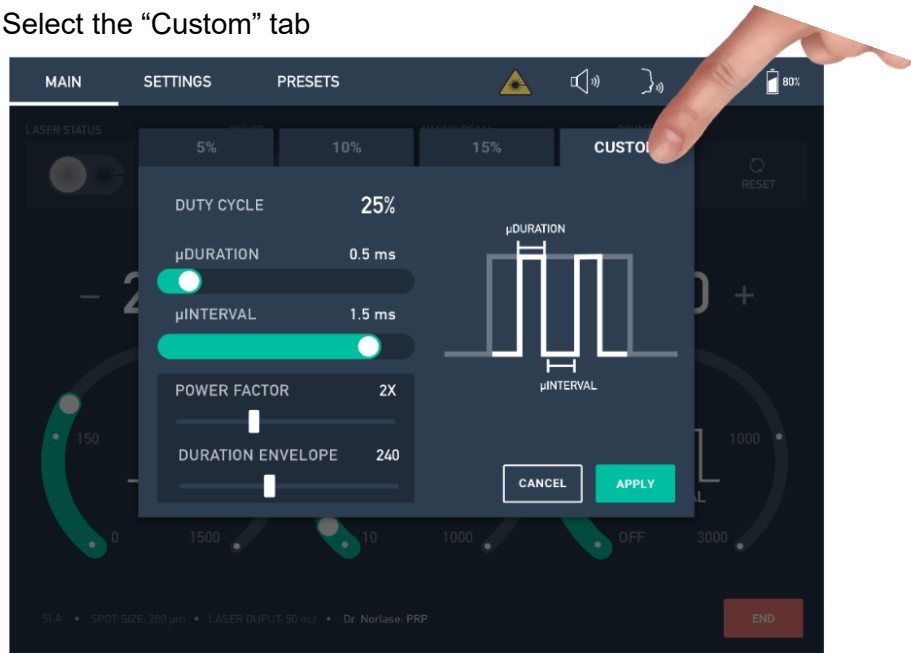 Select the “Custom” tab
MAIN SETTINGS PRESETS 80%
LASER STATUS
5% 10% 15%
RESET
DUTY CYCLE 25%
µDURATION
µDURATION 0.5 ms
µINTERVAL 1.5 ms
µINTERVAL
POWER FACTOR 2X
150 1000
DURATION ENVELOPE 240
CANCEL APPLY
0 1500 10 1000 OFF 3000
SLA • SPOT SIZE: 200 µm • LASER OUPUT: 50 mJ • Dr. Norlase: PRP
END